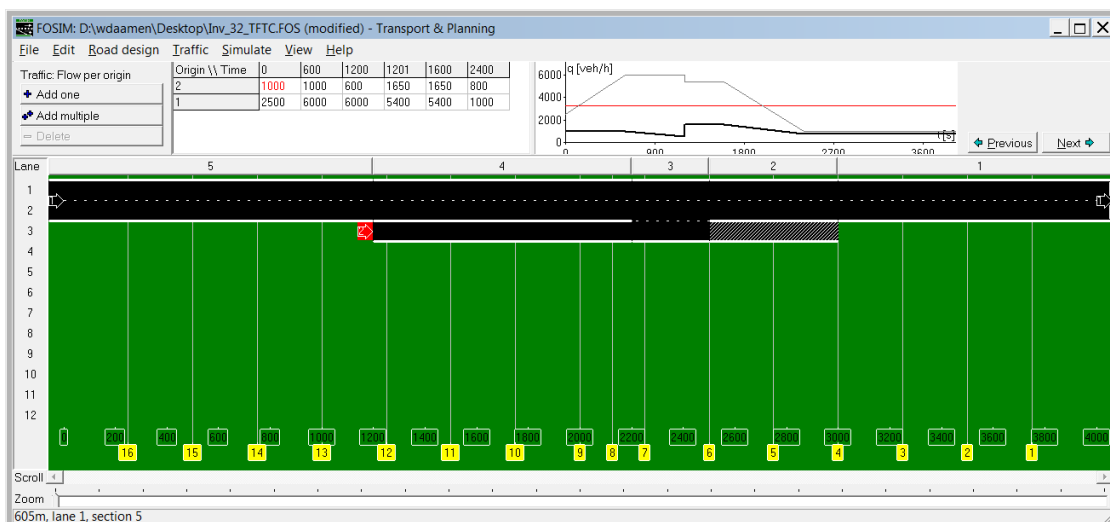 FOSIM: D:\wdaamen\Desktop\Inv_32_TFTC.FOS (modified) - Transport & Planning
File Edit Road design Traffic Simulate View Help
Traffic: Flow per origin
Add one
Add multiple
Delete
Origin \\ Time 0 600 1200 1201 1600 2400
2 1000 1000 600 1650 1650 800
1 2500 6000 6000 5400 5400 1000
q [veh/h]
6000
4000
2000
0
t [s]
0 900 1800 2700 3600
Previous Next
Lane 5 4 3 2 1
1
2
3
4
5
6
7
8
9
10
11
12
1 1
2
0 200 400 600 800 1000 1200 1400 1600 1800 2000 2200 2400 2600 2800 3000 3200 3400 3600 3800 4000
16 15 14 13 12 11 10 9 8 7 6 5 4 3 2 1
Scroll
Zoom
605m, lane 1, section 5